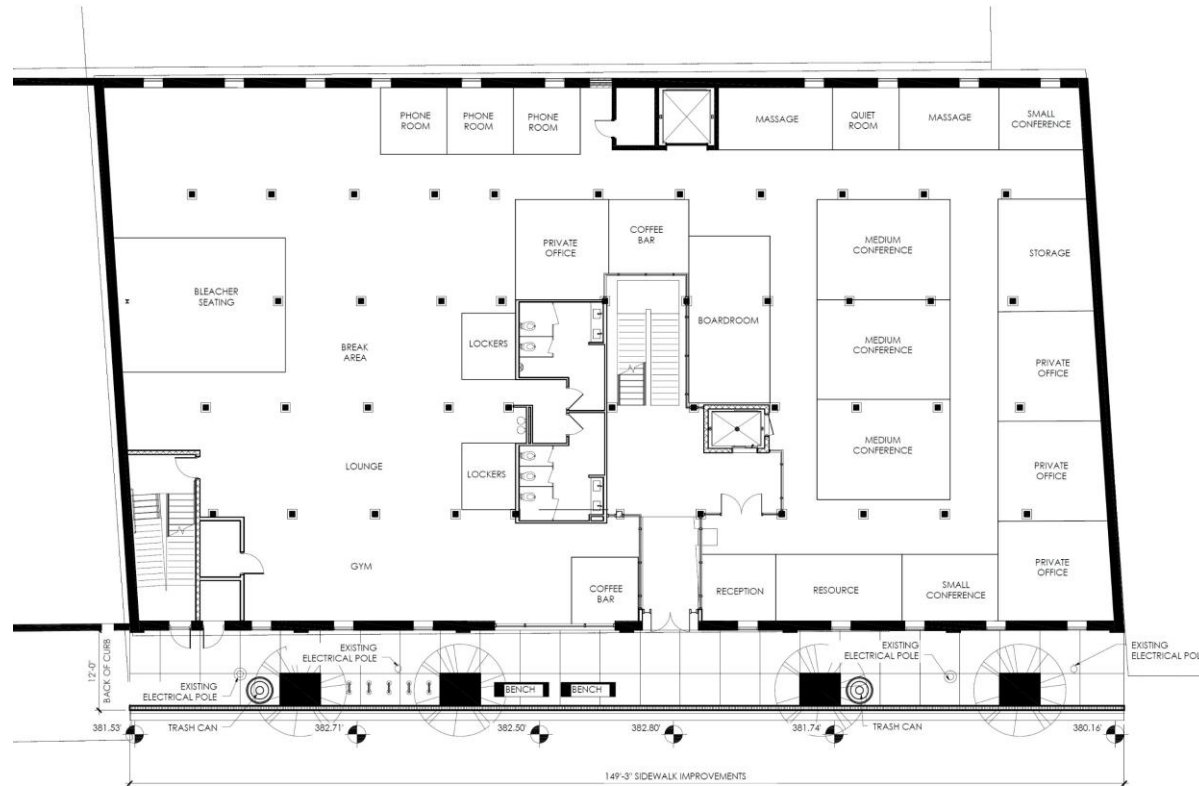 PHONE
ROOM
PHONE
ROOM
PHONE
ROOM
MASSAGE
QUIET
ROOM
MASSAGE
SMALL
CONFERENCE
PRIVATE
OFFICE
COFFEE
BAR
MEDIUM
CONFERENCE
STORAGE
BLEACHER
SEATING
BOARDROOM
BREAK
AREA
LOCKERS
MEDIUM
CONFERENCE
PRIVATE
OFFICE
MEDIUM
CONFERENCE
LOUNGE
LOCKERS
PRIVATE
OFFICE
GYM
COFFEE
BAR
RECEPTION
RESOURCE
SMALL
CONFERENCE
PRIVATE
OFFICE
12'-0"
BACK OF CURB
EXISTING
ELECTRICAL POLE
EXISTING
ELECTRICAL POLE
BENCH
BENCH
EXISTING
ELECTRICAL POLE
EXISTING
ELECTRICAL POL
381.53'
TRASH CAN
382.71'
382.50'
382.80'
381.74'
TRASH CAN
380.16'
149'-3" SIDEWALK IMPROVEMENTS